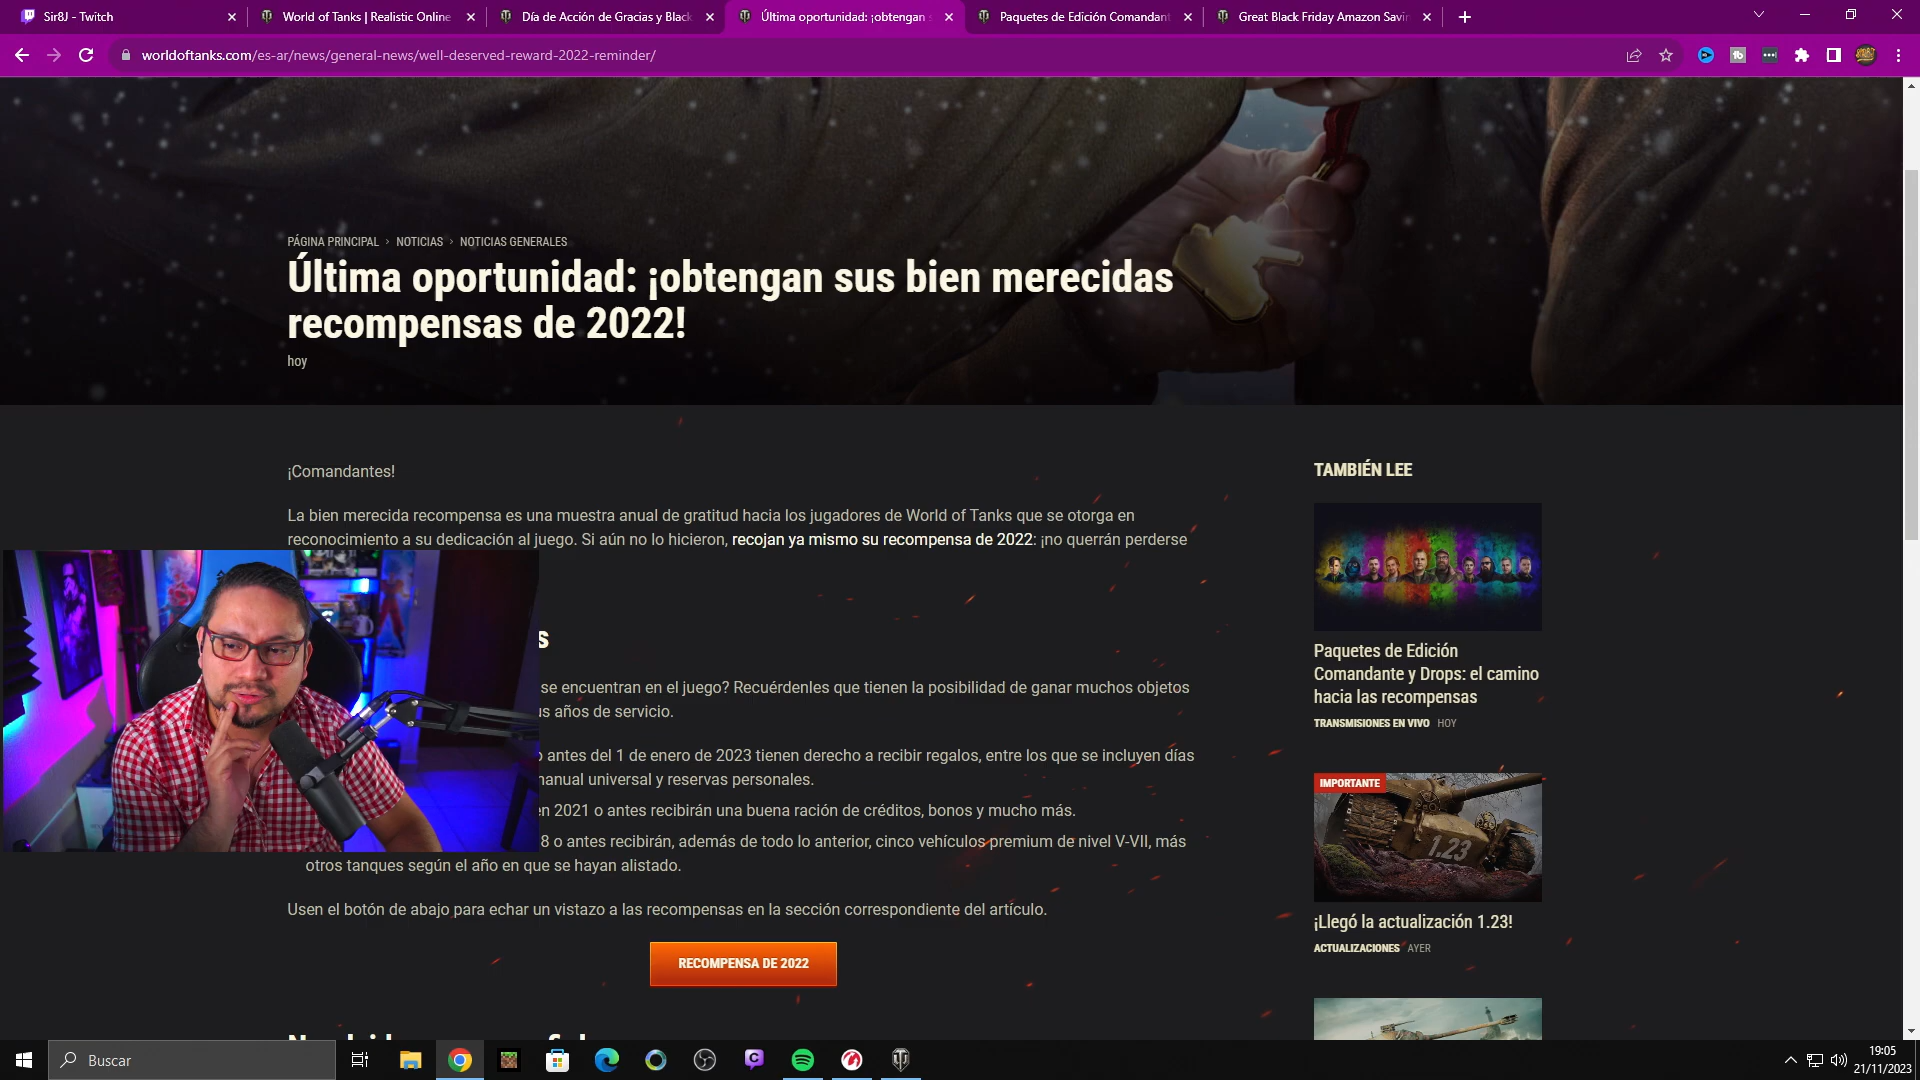 Sir8J - Twitch
World of Tanks | Realistic Online
Día de Acción de Gracias y Black
Última oportunidad: ¡obtengan s
Paquetes de Edición Comandant
Great Black Friday Amazon Savin
worldoftanks.com/es-ar/news/general-news/well-deserved-reward-2022-reminder/
PÁGINA PRINCIPAL › NOTICIAS › NOTICIAS GENERALES
Última oportunidad: ¡obtengan sus bien merecidas
recompensas de 2022!
hoy
¡Comandantes!
La bien merecida recompensa es una muestra anual de gratitud hacia los jugadores de World of Tanks que se otorga en
reconocimiento a su dedicación al juego. Si aún no lo hicieron, recojan ya mismo su recompensa de 2022: ¡no querrán perderse
s
se encuentran en el juego? Recuérdenles que tienen la posibilidad de ganar muchos objetos
us años de servicio.
o antes del 1 de enero de 2023 tienen derecho a recibir regalos, entre los que se incluyen días
manual universal y reservas personales.
en 2021 o antes recibirán una buena ración de créditos, bonos y mucho más.
8 o antes recibirán, además de todo lo anterior, cinco vehículos premium de nivel V-VII, más
otros tanques según el año en que se hayan alistado.
Usen el botón de abajo para echar un vistazo a las recompensas en la sección correspondiente del artículo.
RECOMPENSA DE 2022
TAMBIÉN LEE
Paquetes de Edición
Comandante y Drops: el camino
hacia las recompensas
TRANSMISIONES EN VIVO HOY
IMPORTANTE
1.23
¡Llegó la actualización 1.23!
ACTUALIZACIONES AYER
Buscar
19:05
21/11/2023